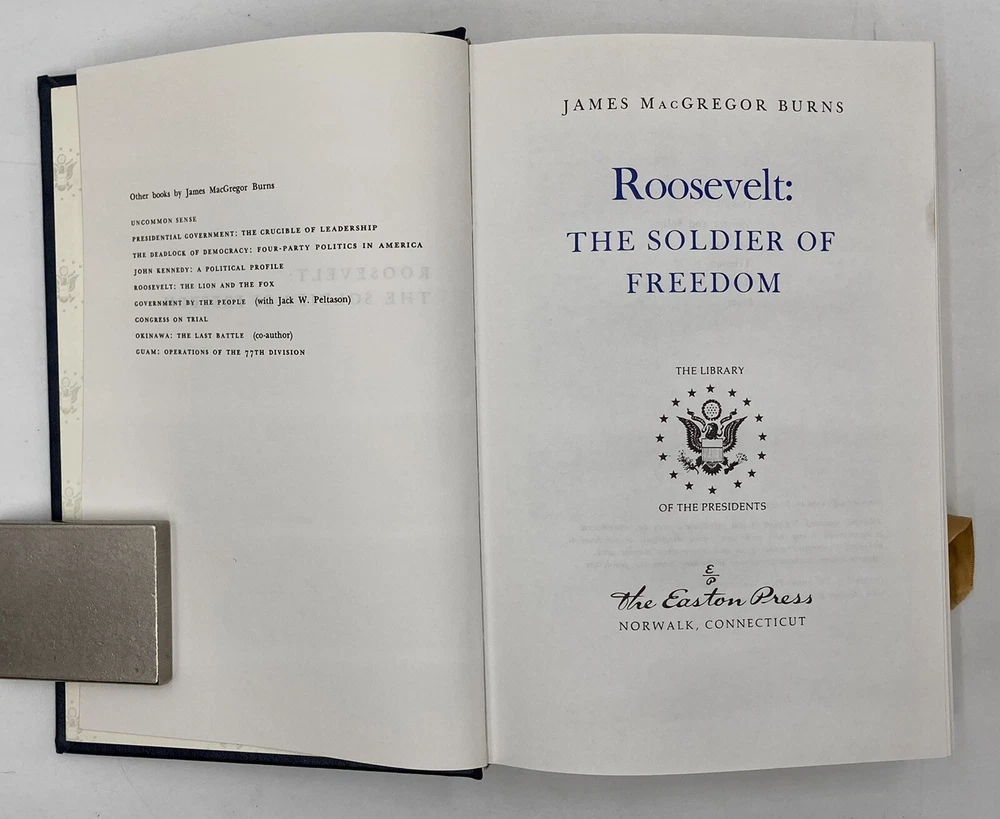 Other books by James MacGregor Burns
UNCOMMON SENSE
PRESIDENTIAL GOVERNMENT: THE CRUCIBLE OF LEADERSHIP
THE DEADLOCK OF DEMOCRACY: FOUR-PARTY POLITICS IN AMERICA
JOHN KENNEDY: A POLITICAL PROFILE
ROOSEVELT: THE LION AND THE FOX
GOVERNMENT BY THE PEOPLE (with Jack W. Peltason)
CONGRESS ON TRIAL
OKINAWA: THE LAST BATTLE (co-author)
GUAM: OPERATIONS OF THE 77TH DIVISION
JAMES MACGREGOR BURNS
Roosevelt:
THE SOLDIER OF
FREEDOM
THE LIBRARY
OF THE PRESIDENTS
E
P
The Easton Press
NORWALK, CONNECTICUT